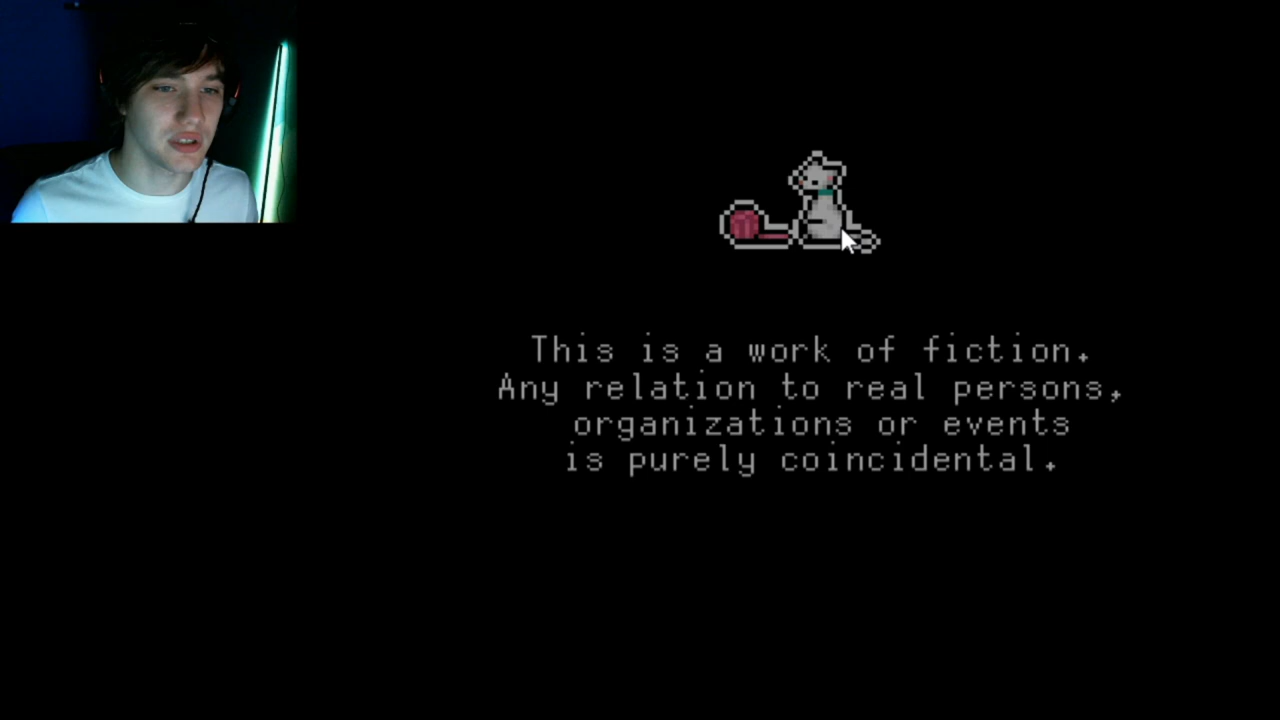 This is a work of fiction.
Any relation to real persons,
organizations or events
is purely coincidental.